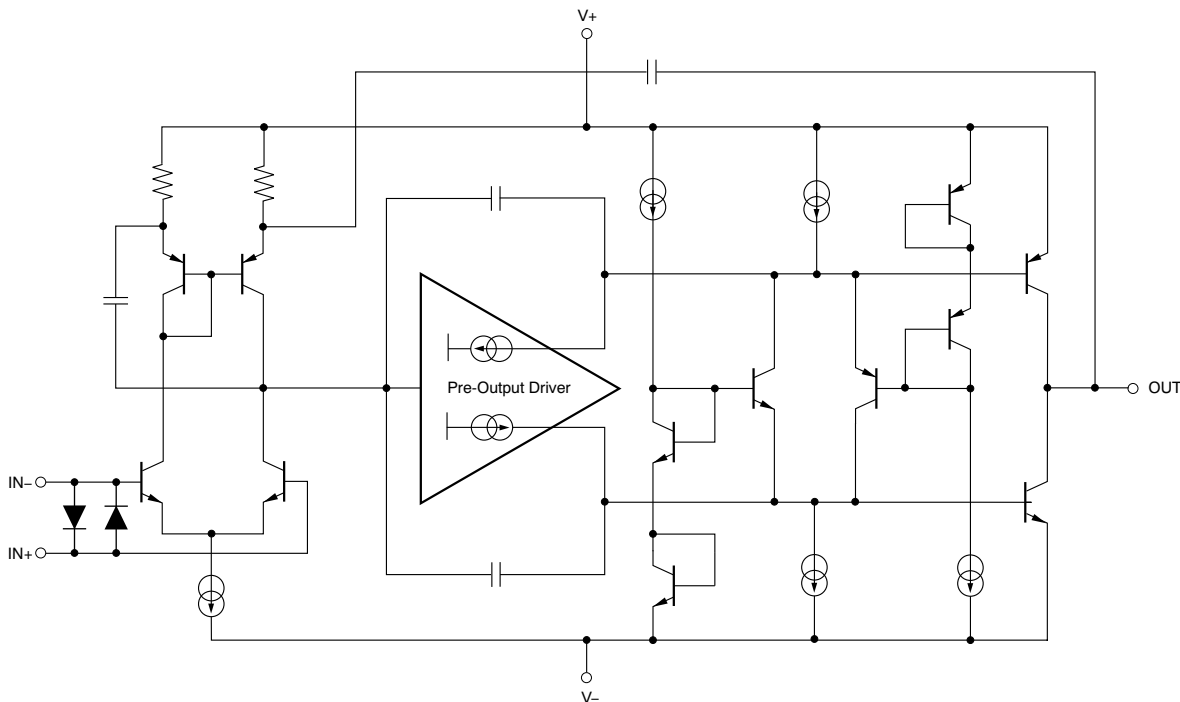 V+
Pre-Output Driver
OUT
IN−
IN+
V−